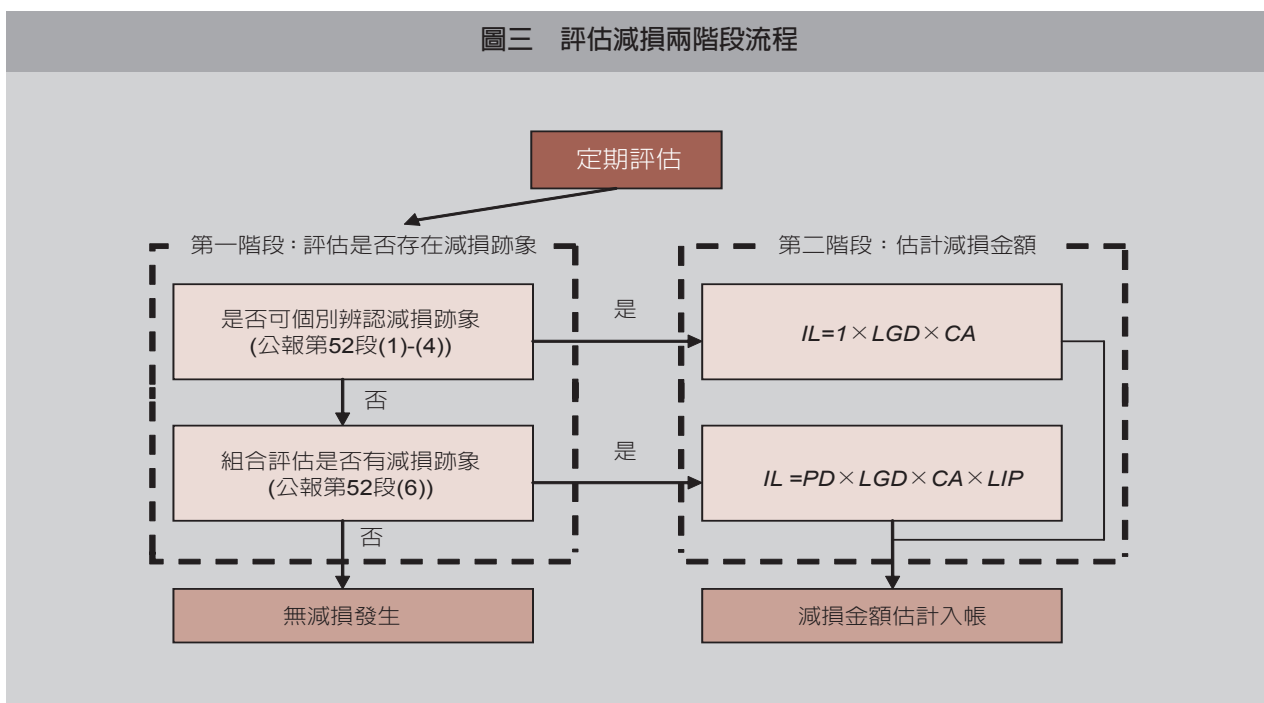 圖三 評估減損兩階段流程
定期評估
第一階段：評估是否存在減損跡象
是否可個別辨認減損跡象
(公報第52段(1)-(4))
是
否
組合評估是否有減損跡象
(公報第52段(6))
是
否
無減損發生
第二階段：估計減損金額
IL=1×LGD×CA
IL =PD×LGD×CA×LIP
減損金額估計入帳